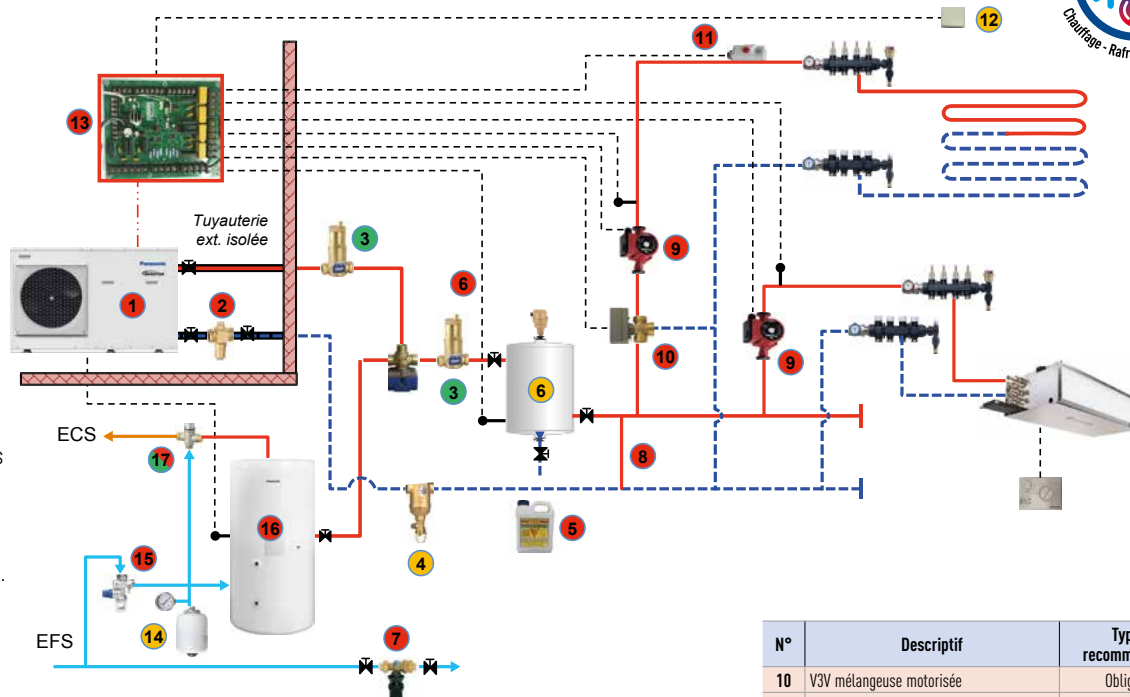 12
Chauffage - Rafr
11
13
Tuyauterie
ext. isolée
3
9
6
1
2
10
9
3
6
ECS
S
17
8
16
5
15
4
.
14
EFS
7
N° Descriptif Typ
recomm
10 V3V mélangeuse motorisée Oblig